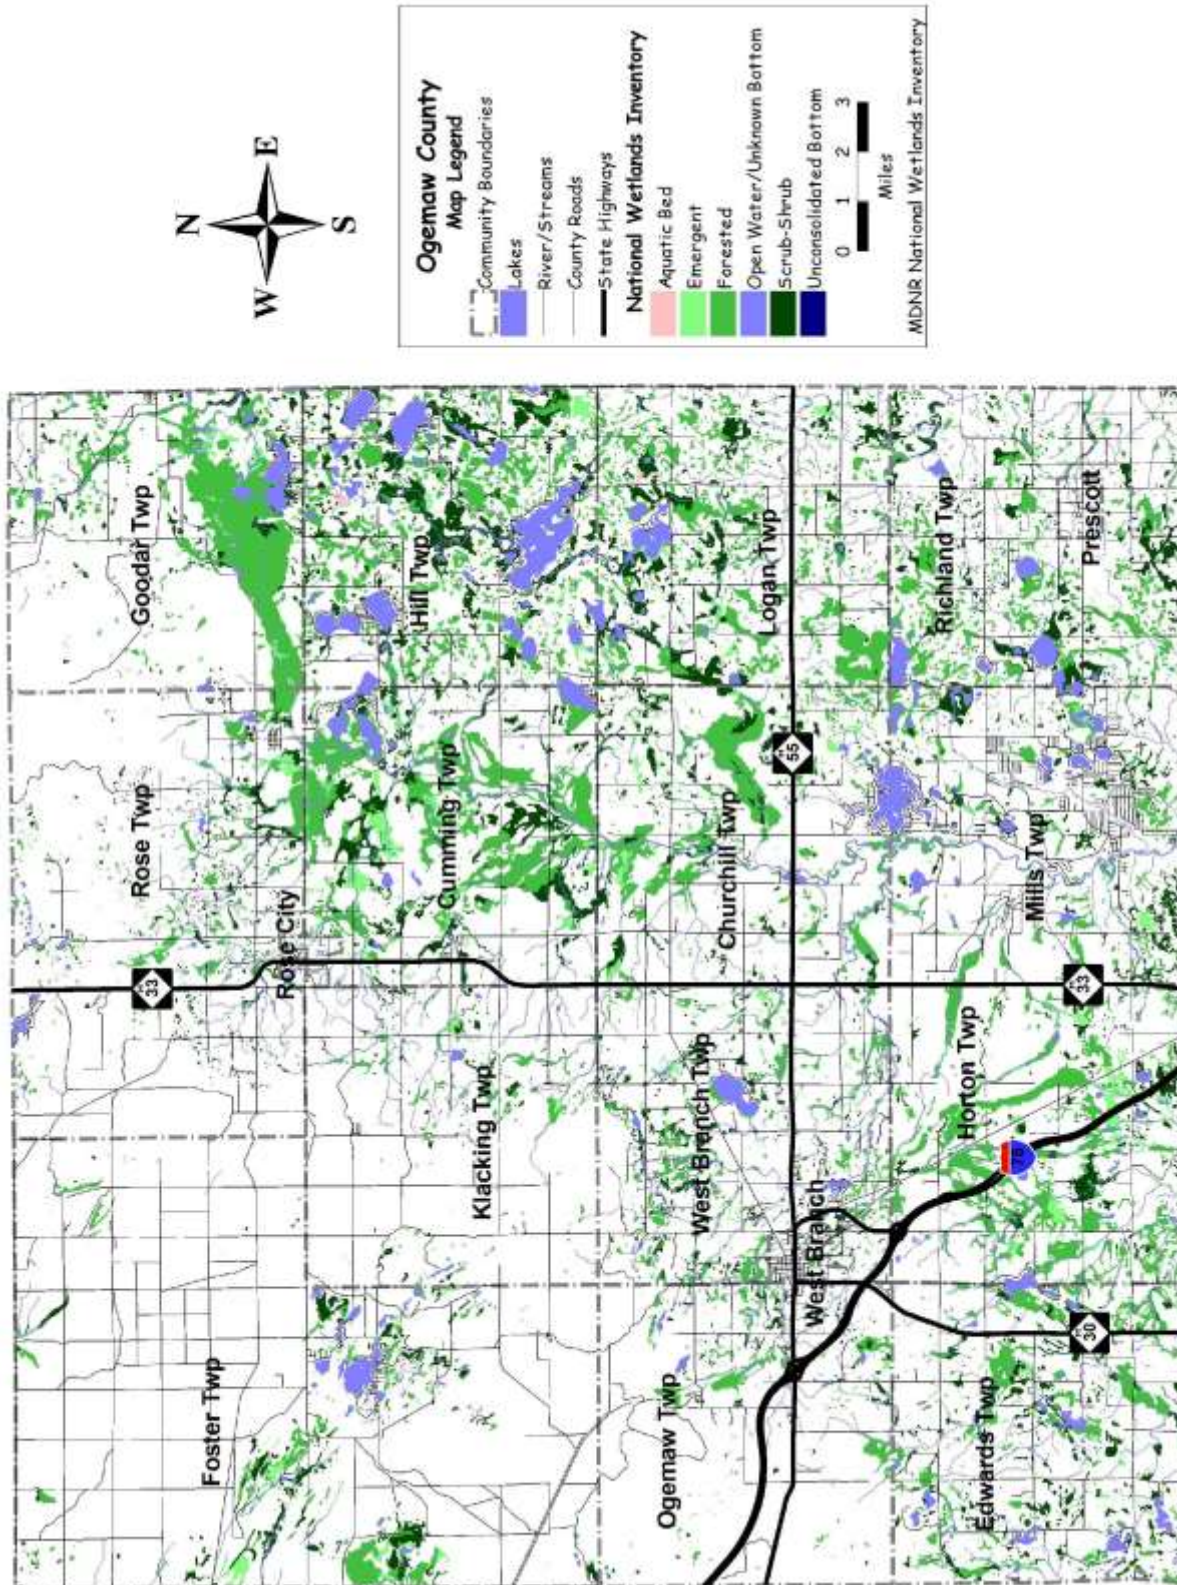 N
W
E
S
Ogemaw County
Map Legend
Community Boundaries
Lakes
River/Streams
County Roads
State Highways
National Wetlands Inventory
Aquatic Bed
Emergent
Forested
Open Water/Unknown Bottom
Scrub-Shrub
Unconsolidated Bottom
0 1 2 3
Miles
MDNR National Wetlands Inventory
Foster Twp
Rose Twp
Goodar Twp
33
Rose City
Klacking Twp
Cumming Twp
Hill Twp
Ogemaw Twp
West Branch Twp
Churchill Twp
Logan Twp
55
West Branch
Edwards Twp
Horton Twp
Mills Twp
Richland Twp
Prescott
30
33